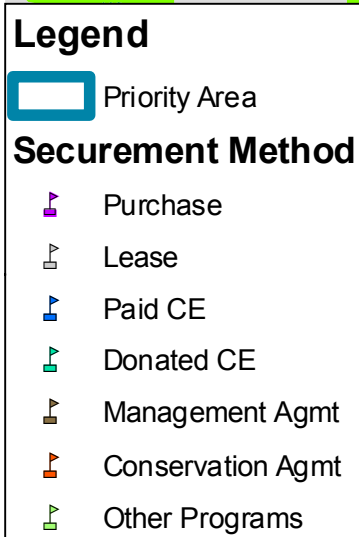 Legend
Priority Area
Securement Method
Purchase
Lease
Paid CE
Donated CE
Management Agmt
Conservation Agmt
Other Programs